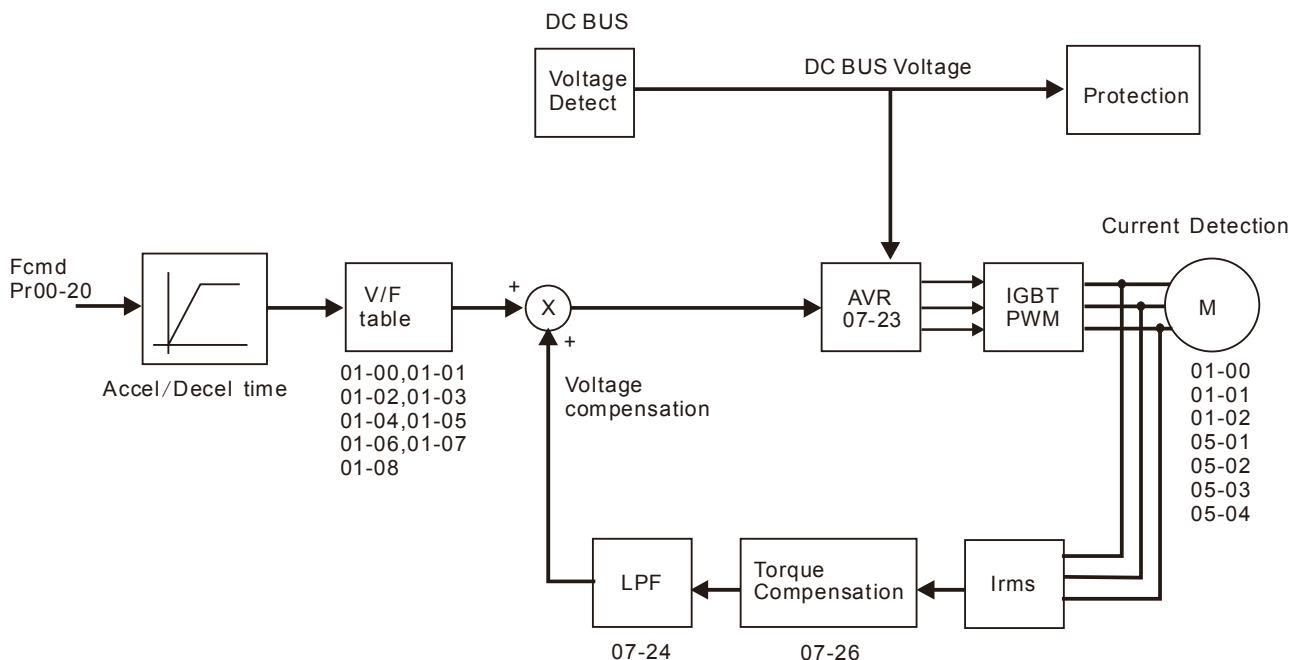 DC BUS
Voltage
Detect
DC BUS Voltage
Protection
Current Detection
Fcmd
Pr00-20
Accel/Decel time
V/F
table
01-00,01-01
01-02,01-03
01-04,01-05
01-06,01-07
01-08
+
X
+
Voltage
compensation
AVR
07-23
IGBT
PWM
M
01-00
01-01
01-02
05-01
05-02
05-03
05-04
LPF
07-24
Torque
Compensation
07-26
Irms